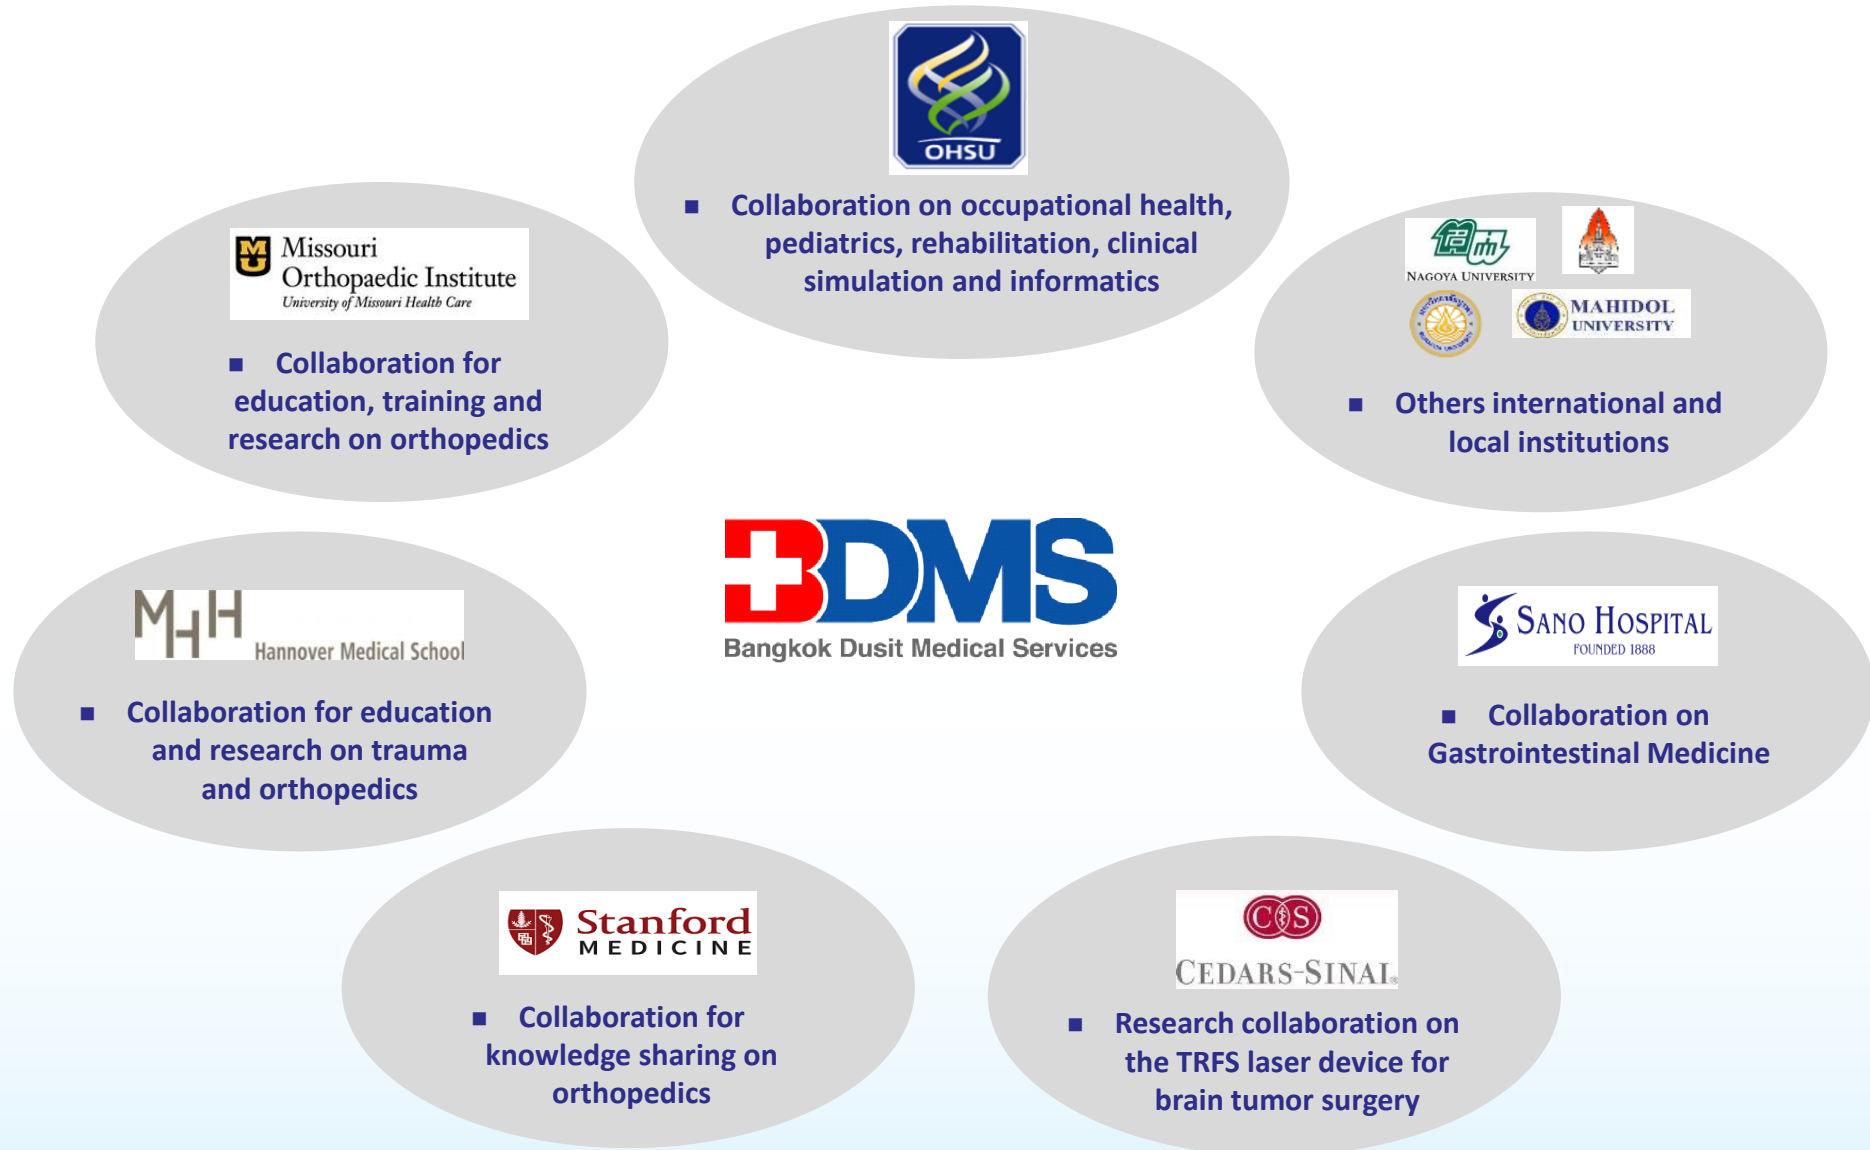 OHSU
■ Collaboration on occupational health,
pediatrics, rehabilitation, clinical
simulation and informatics
Missouri
Orthopaedic Institute
University of Missouri Health Care
■ Collaboration for
education, training and
research on orthopedics
NAGOYA UNIVERSITY
MAHIDOL
UNIVERSITY
■ Others international and
local institutions
BDMS
Bangkok Dusit Medical Services
MHH
Hannover Medical School
■ Collaboration for education
and research on trauma
and orthopedics
SANO HOSPITAL
FOUNDED 1888
■ Collaboration on
Gastrointestinal Medicine
Stanford
MEDICINE
■ Collaboration for
knowledge sharing on
orthopedics
CS
CEDARS-SINAI®
■ Research collaboration on
the TRFS laser device for
brain tumor surgery